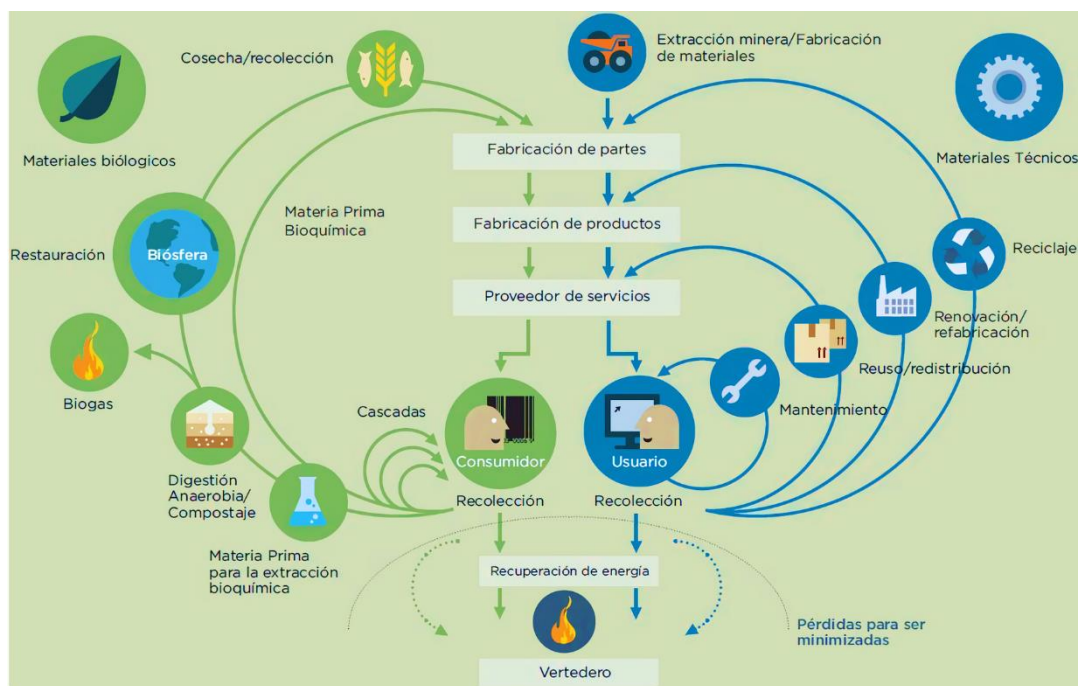 Cosecha/recolección
Extracción minera/Fabricación
de materiales
Materiales biólogicos
Materiales Técnicos
Fabricación de partes
Materia Prima
Bioquímica
Fabricación de productos
Restauración
Biósfera
Reciclaje
Proveedor de servicios
Renovación/
refabricación
Reuso/redistribución
Biogas
Mantenimiento
Cascadas
Consumidor
Usuario
Digestión
Anaerobia/
Compostaje
Recolección
Recolección
Materia Prima
para la extracción
bioquímica
Recuperación de energía
Pérdidas para ser
minimizadas
Vertedero